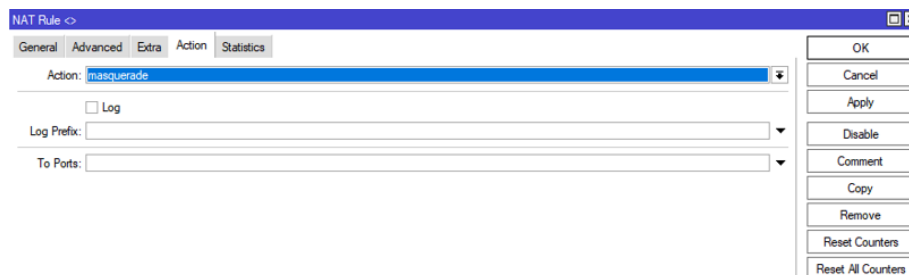 NAT Rule <>
General Advanced Extra Action Statistics
Action: masquerade
Log
Log Prefix:
To Ports:
OK
Cancel
Apply
Disable
Comment
Copy
Remove
Reset Counters
Reset All Counters